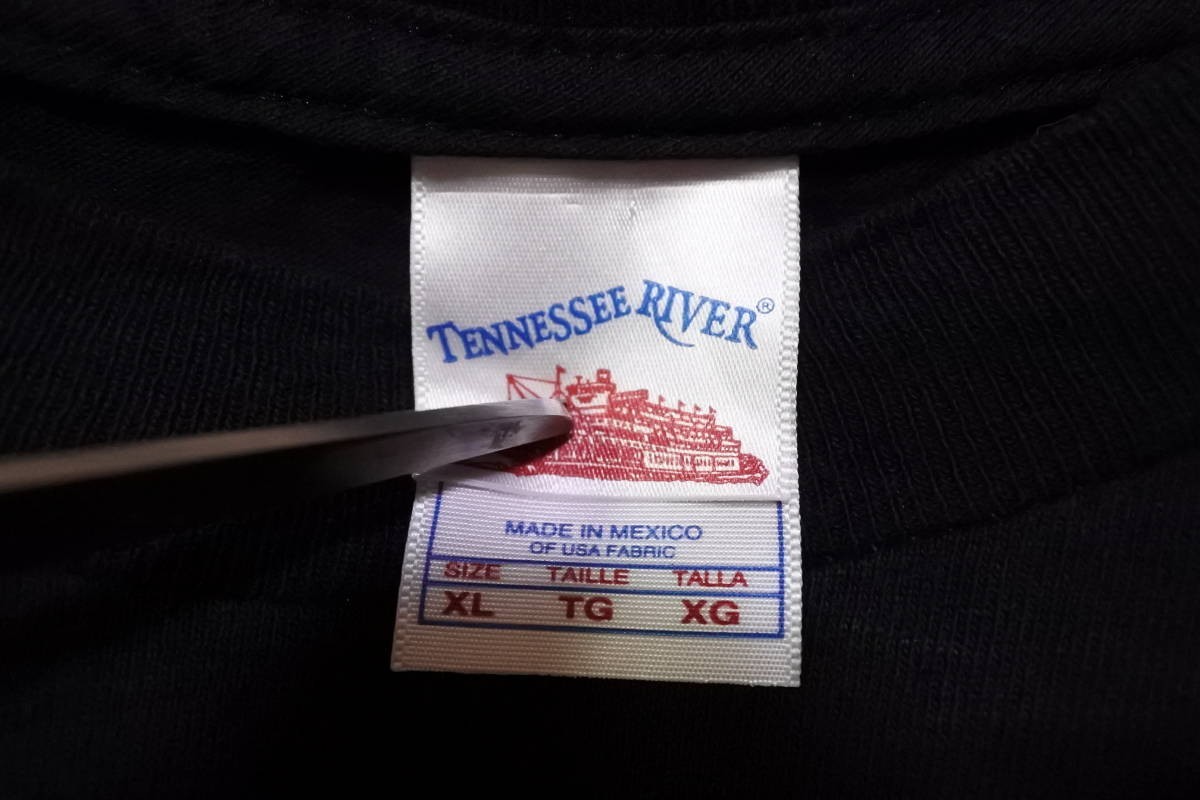 TENNESSEE RIVER®
MADE IN MEXICO
OF USA FABRIC
SIZE TAILLE TALLA
XL TG XG